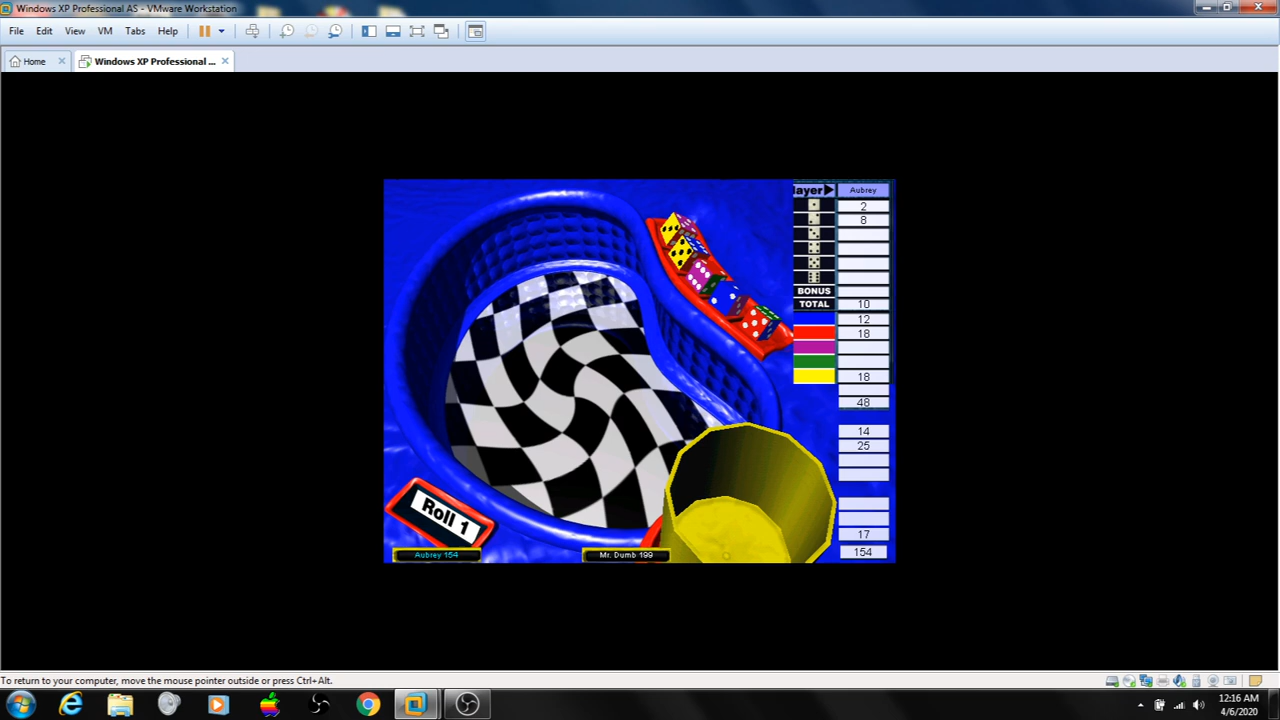 Windows XP Professional AS - VMware Workstation
File Edit View VM Tabs Help
Home Windows XP Professional ...
ayer Aubrey
2
8
BONUS
TOTAL 10
12
18
18
48
14
25
17
154
Roll 1
Aubrey 154 Mr. Dumb 199
To return to your computer, move the mouse pointer outside or press Ctrl+Alt.
12:16 AM
4/6/2020